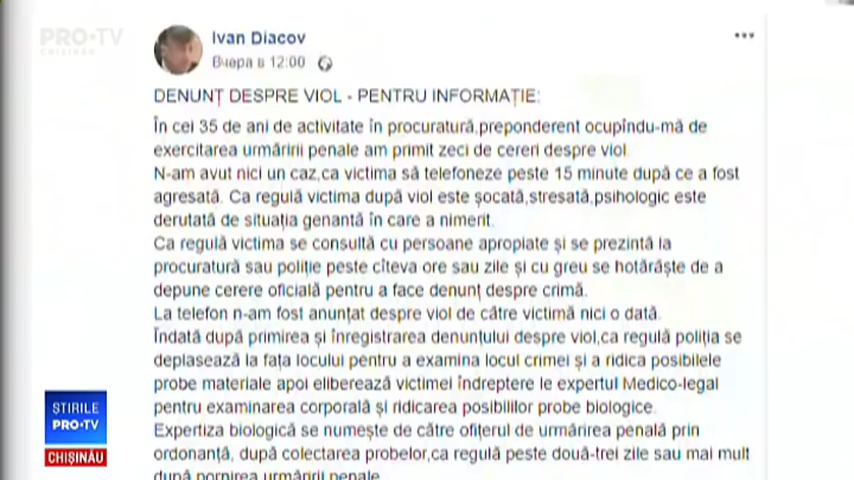 PRO•TV
CHIȘINĂU
Ivan Diacov
Вчера в 12:00
DENUNȚ DESPRE VIOL - PENTRU INFORMAȚIE:
În cei 35 de ani de activitate în procuratură,preponderent ocupîndu-mă de
exercitarea urmăririi penale am primit zeci de cereri despre viol
N-am avut nici un caz,ca victima să telefoneze peste 15 minute după ce a fost
agresată. Ca regulă victima după viol este șocată,stresată,psihologic este
derutată de situația genantă în care a nimerit.
Ca regulă victima se consultă cu persoane apropiate și se prezintă la
procuratură sau poliție peste cîteva ore sau zile și cu greu se hotărăște de a
depune cerere oficială pentru a face denunț despre crimă.
La telefon n-am fost anunțat despre viol de către victimă nici o dată.
Îndată după primirea și înregistrarea denunțului despre viol,ca regulă poliția se
deplasează la fața locului pentru a examina locul crimei și a ridica posibilele
probe materiale apoi eliberează victimei îndreptere le expertul Medico-legal
pentru examinarea corporală și ridicarea posibililor probe biologice.
Expertiza biologică se numește de către ofițerul de urmărirea penală prin
ordonanță, după colectarea probelor,ca regulă peste două-trei zile sau mai mult
după pornirea urmăririi penale
ȘTIRILE
PRO•TV
CHIȘINĂU